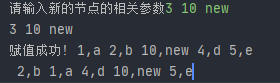 请输入新的节点的相关参数3 10 new
3 10 new
赋值成功! 1,a 2,b 10,new 4,d 5,e
2,b 1,a 4,d 10,new 5,e